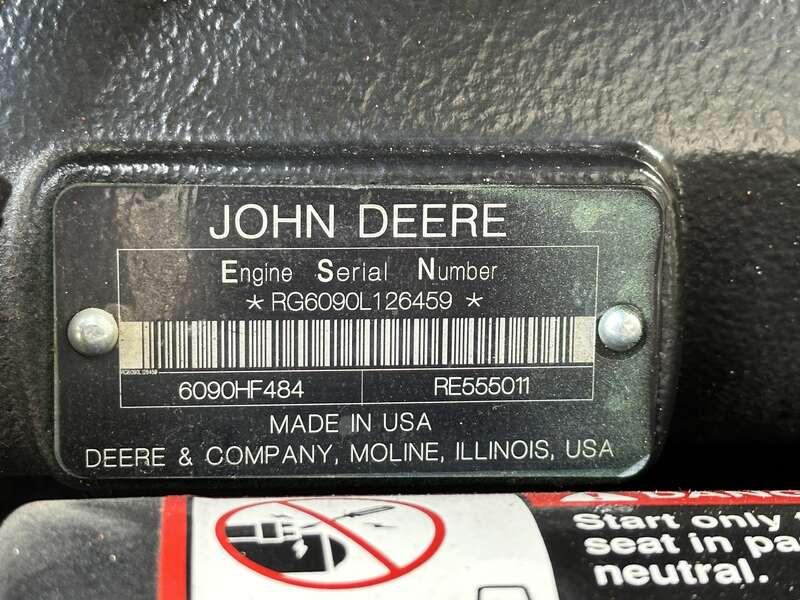 JOHN DEERE
Engine Serial Number
* RG6090L126459 *
RG6090L126459
6090HF484 RE555011
MADE IN USA
DEERE & COMPANY, MOLINE, ILLINOIS, USA
Start only
seat in
neutral.